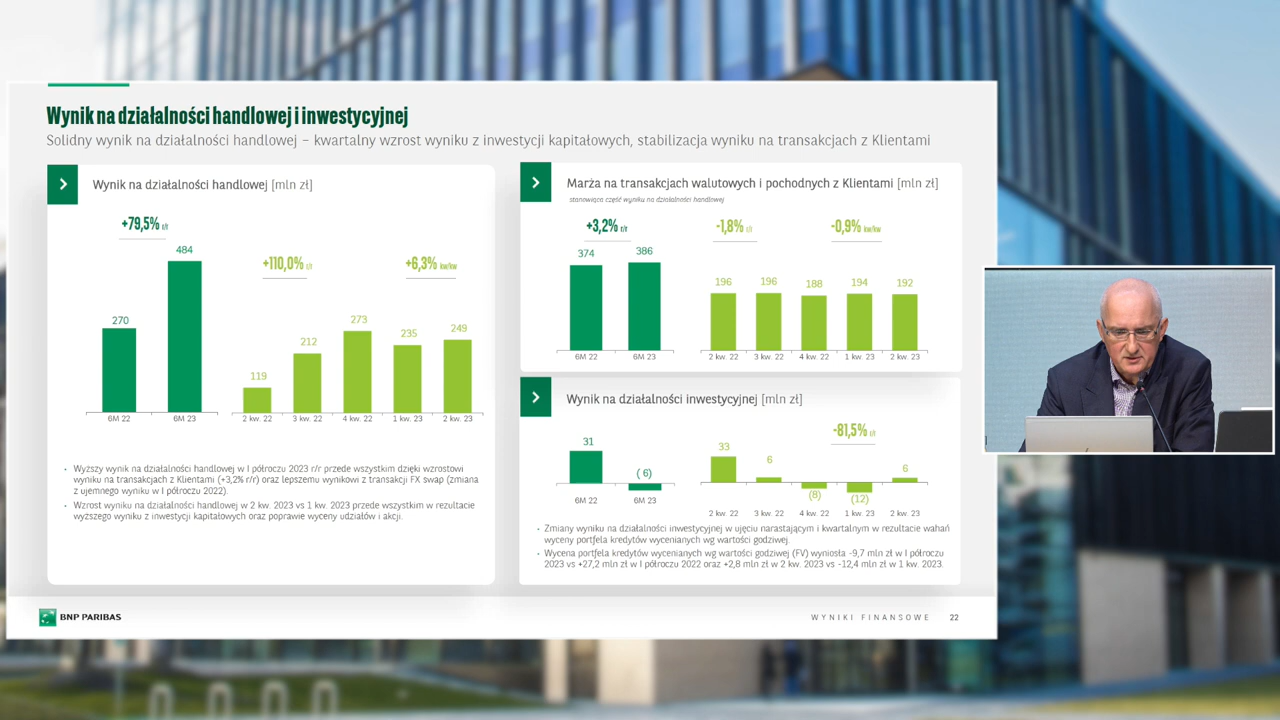 Wynik na działalności handlowej i inwestycyjnej
Solidny wynik na działalności handlowej – kwartalny wzrost wyniku z inwestycji kapitałowych, stabilizacja wyniku na transakcjach z Klientami
Wynik na działalności handlowej [mln zł]
+79,5% r/r
+110,0% r/r
+6,3% kw/kw
270
484
119
212
273
235
249
6M 22
6M 23
2 kw. 22
3 kw. 22
4 kw. 22
1 kw. 23
2 kw. 23
Wyższy wynik na działalności handlowej w I półroczu 2023 r/r przede wszystkim dzięki wzrostowi
wyniku na transakcjach z Klientami (+3,2% r/r) oraz lepszemu wynikowi z transakcji FX swap (zmiana
z ujemnego wyniku w I półroczu 2022).
Wzrost wyniku na działalności handlowej w 2 kw. 2023 vs 1 kw. 2023 przede wszystkim w rezultacie
wyższego wyniku z inwestycji kapitałowych oraz poprawie wyceny udziałów i akcji.
Marża na transakcjach walutowych i pochodnych z Klientami [mln zł]
stanowiąca część wyniku na działalności handlowej
+3,2% r/r
-1,8% r/r
-0,9% kw/kw
374
386
196
196
188
194
192
6M 22
6M 23
2 kw. 22
3 kw. 22
4 kw. 22
1 kw. 23
2 kw. 23
Wynik na działalności inwestycyjnej [mln zł]
-81,5% r/r
31
( 6)
33
6
(8)
(12)
6
6M 22
6M 23
2 kw. 22
3 kw. 22
4 kw. 22
1 kw. 23
2 kw. 23
Zmiany wyniku na działalności inwestycyjnej w ujęciu narastającym i kwartalnym w rezultacie wahań
wyceny portfela kredytów wycenianych wg wartości godziwej.
Wycena portfela kredytów wycenianych wg wartości godziwej (FV) wyniosła -9,7 mln zł w I półroczu
2023 vs +27,2 mln zł w I półroczu 2022 oraz +2,8 mln zł w 2 kw. 2023 vs -12,4 mln zł w 1 kw. 2023.
BNP PARIBAS
WYNIKI FINANSOWE 22